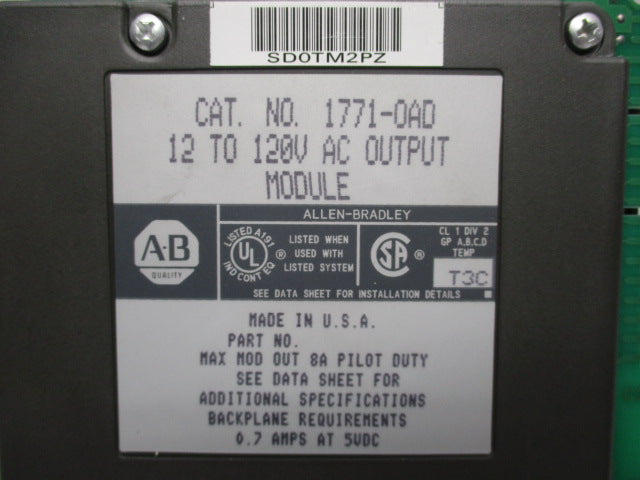 SD0TM2PZ
CAT. NO. 1771-OAD
12 TO 120V AC OUTPUT
MODULE
ALLEN-BRADLEY
A·B
QUALITY
LISTED A191
UL
IND CONT EQ
®
LISTED WHEN
USED WITH
LISTED SYSTEM
SA
®
CL 1 DIV 2
GP A,B,C,D
TEMP
T3C
SEE DATA SHEET FOR INSTALLATION DETAILS
MADE IN U.S.A.
PART NO.
MAX MOD OUT 8A PILOT DUTY
SEE DATA SHEET FOR
ADDITIONAL SPECIFICATIONS
BACKPLANE REQUIREMENTS
0.7 AMPS AT 5VDC